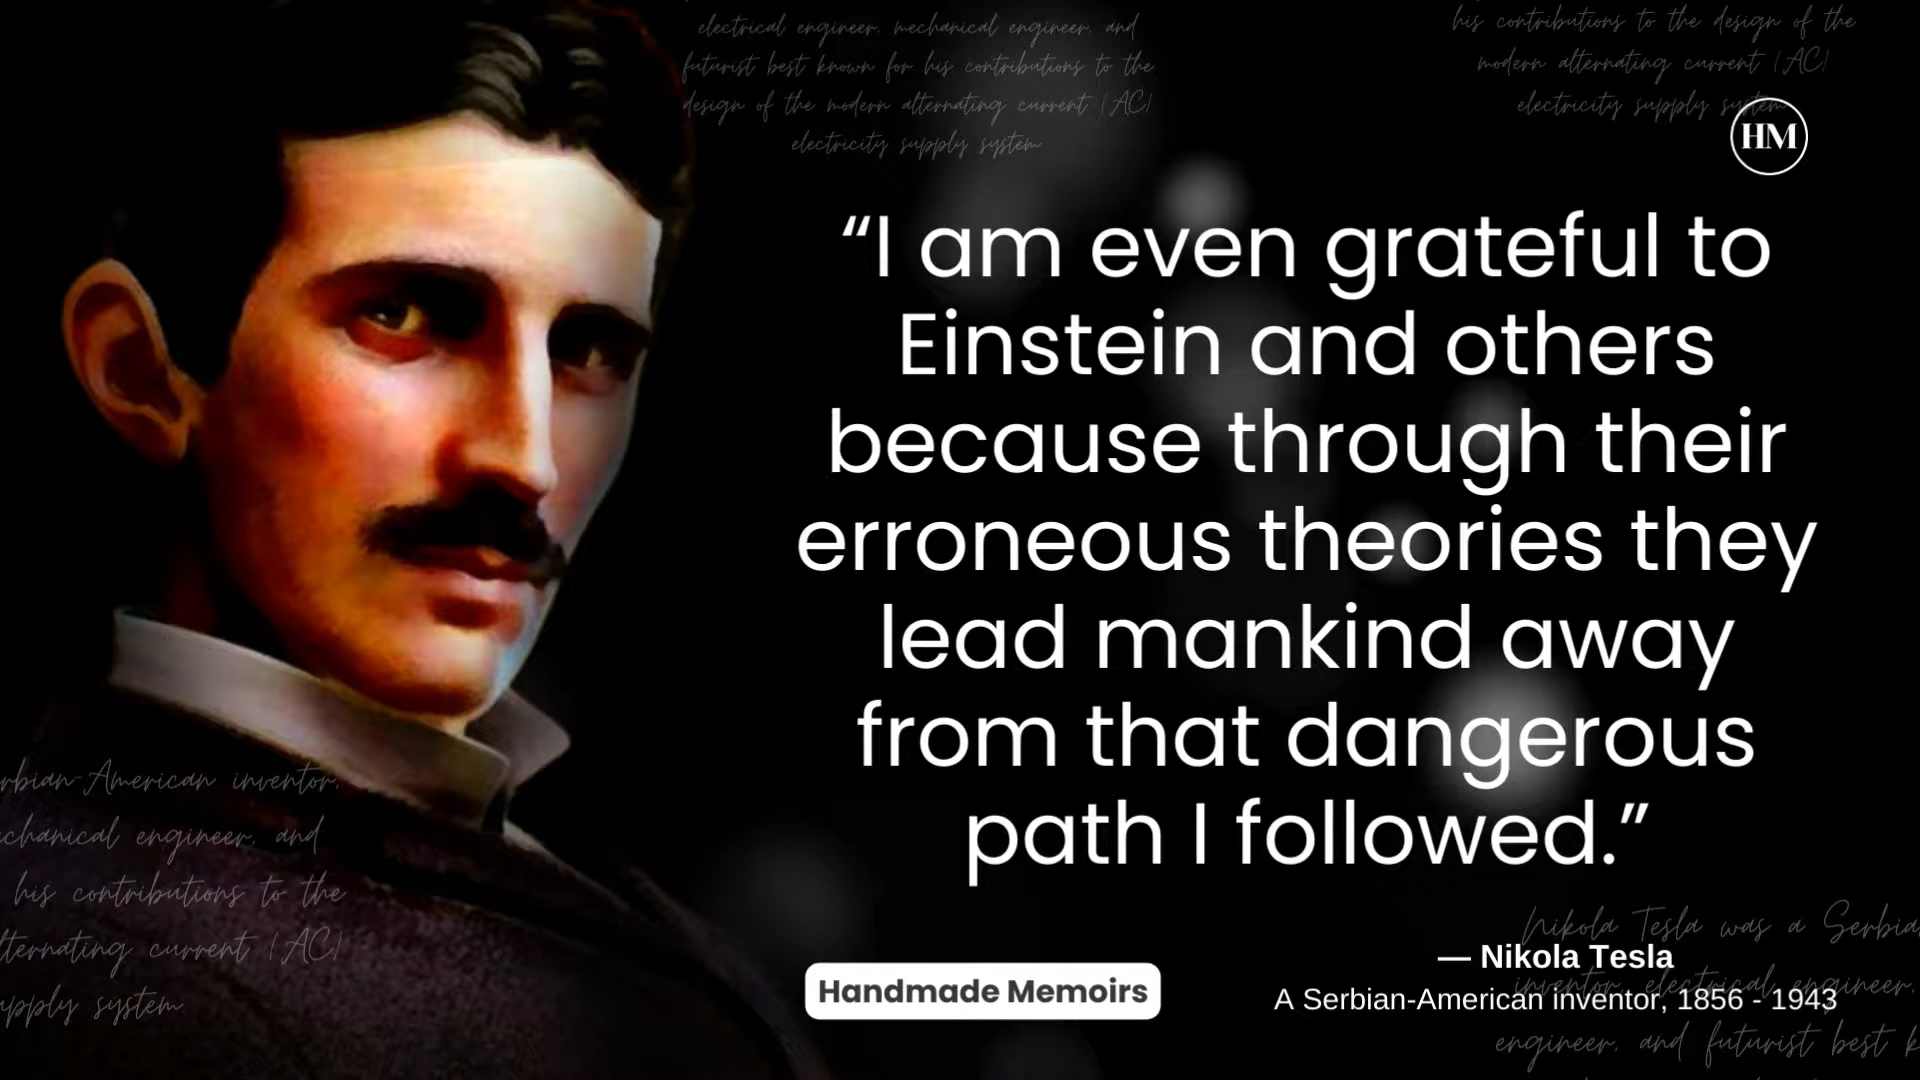 electrical engineer, mechanical engineer, and
futurist best known for his contributions to the
design of the modern alternating current (AC)
electricity supply system
his contributions to the design of the
modern alternating current (AC)
electricity supply system
HM
“I am even grateful to
Einstein and others
because through their
erroneous theories they
lead mankind away
from that dangerous
path I followed.”
rbian-American inventor,
chanical engineer, and
his contributions to the
lternating current (AC)
upply system
— Nikola Tesla
A Serbian-American inventor, 1856 - 1943
Handmade Memoirs
Nikola Tesla was a Serbia
inventor, electrical engineer,
engineer, and futurist best k